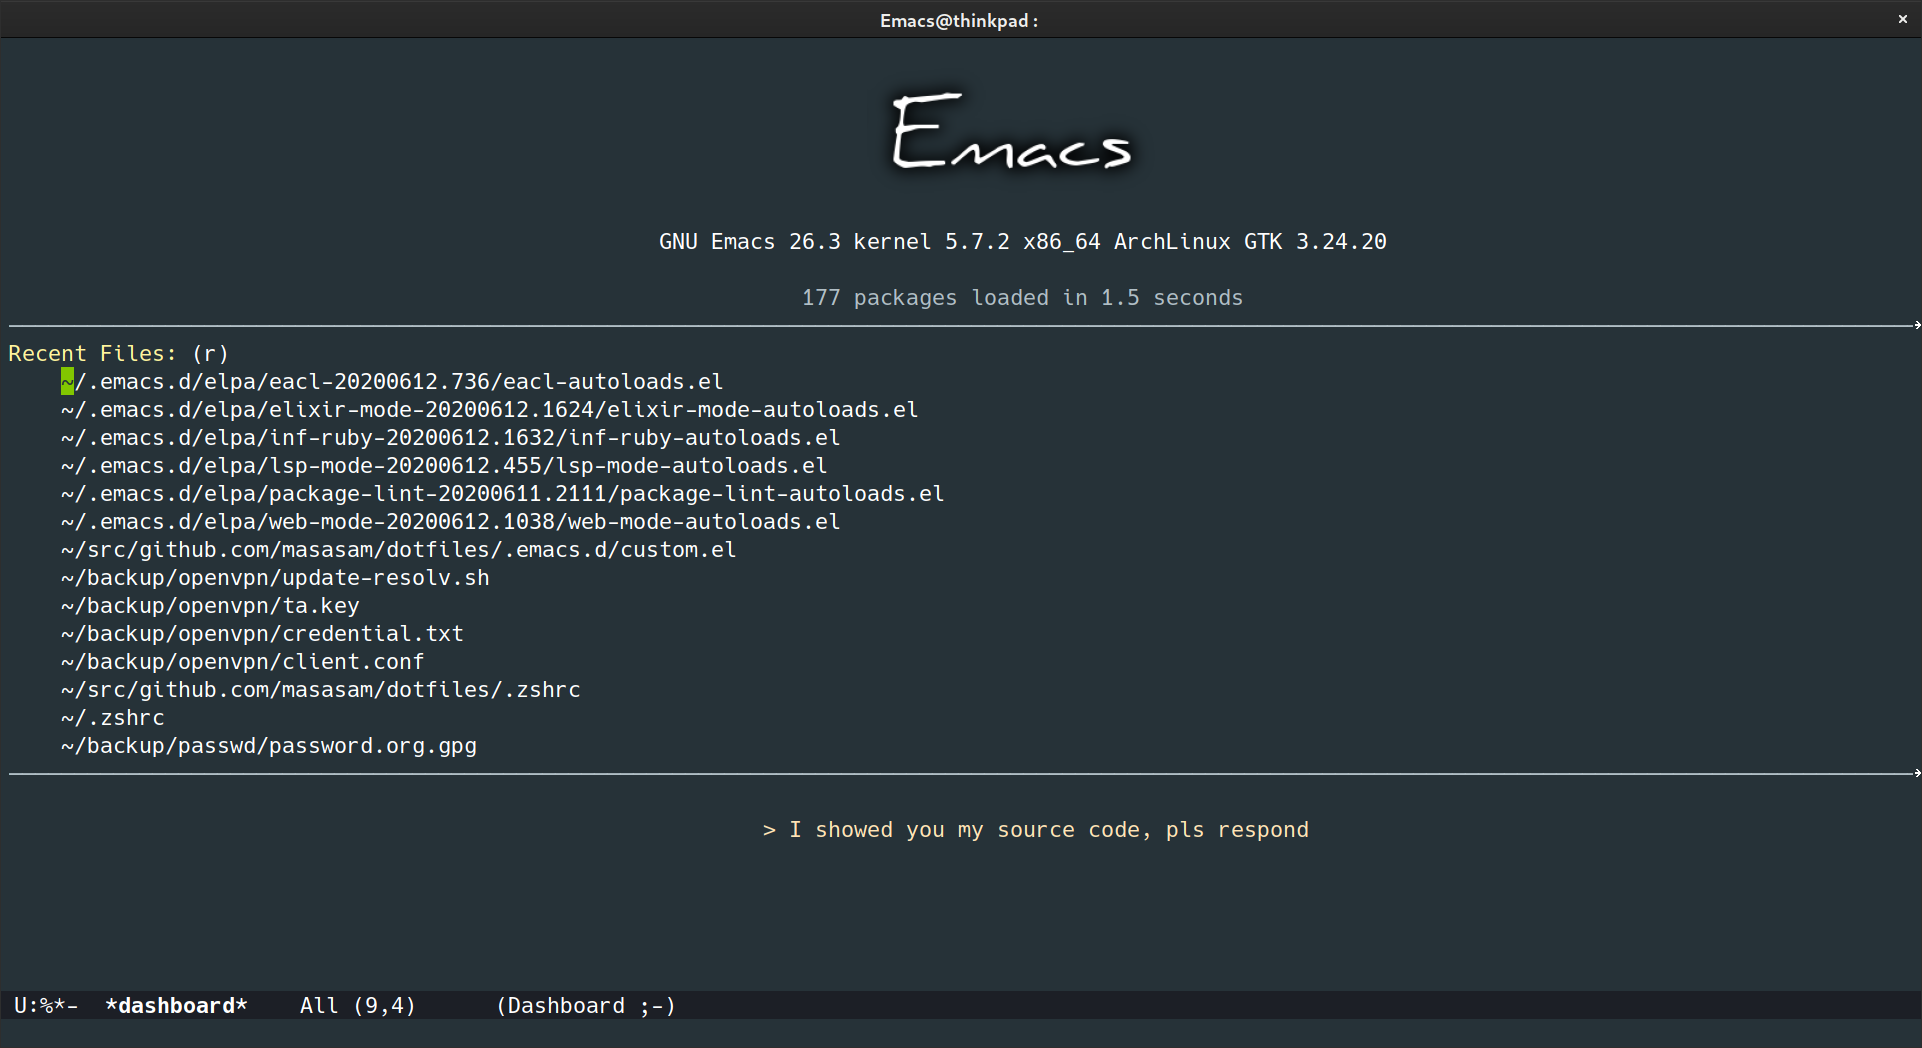 Emacs@thinkpad:
×
Emacs
GNU Emacs 26.3 kernel 5.7.2 x86_64 ArchLinux GTK 3.24.20
177 packages loaded in 1.5 seconds
Recent Files: (r)
~/.emacs.d/elpa/eacl-20200612.736/eacl-autoloads.el
~/.emacs.d/elpa/elixir-mode-20200612.1624/elixir-mode-autoloads.el
~/.emacs.d/elpa/inf-ruby-20200612.1632/inf-ruby-autoloads.el
~/.emacs.d/elpa/lsp-mode-20200612.455/lsp-mode-autoloads.el
~/.emacs.d/elpa/package-lint-20200611.2111/package-lint-autoloads.el
~/.emacs.d/elpa/web-mode-20200612.1038/web-mode-autoloads.el
~/src/github.com/masasam/dotfiles/.emacs.d/custom.el
~/backup/openvpn/update-resolv.sh
~/backup/openvpn/ta.key
~/backup/openvpn/credential.txt
~/backup/openvpn/client.conf
~/src/github.com/masasam/dotfiles/.zshrc
~/.zshrc
~/backup/passwd/password.org.gpg
> I showed you my source code, pls respond
U:%*-  *dashboard*    All (9,4)      (Dashboard ;-)